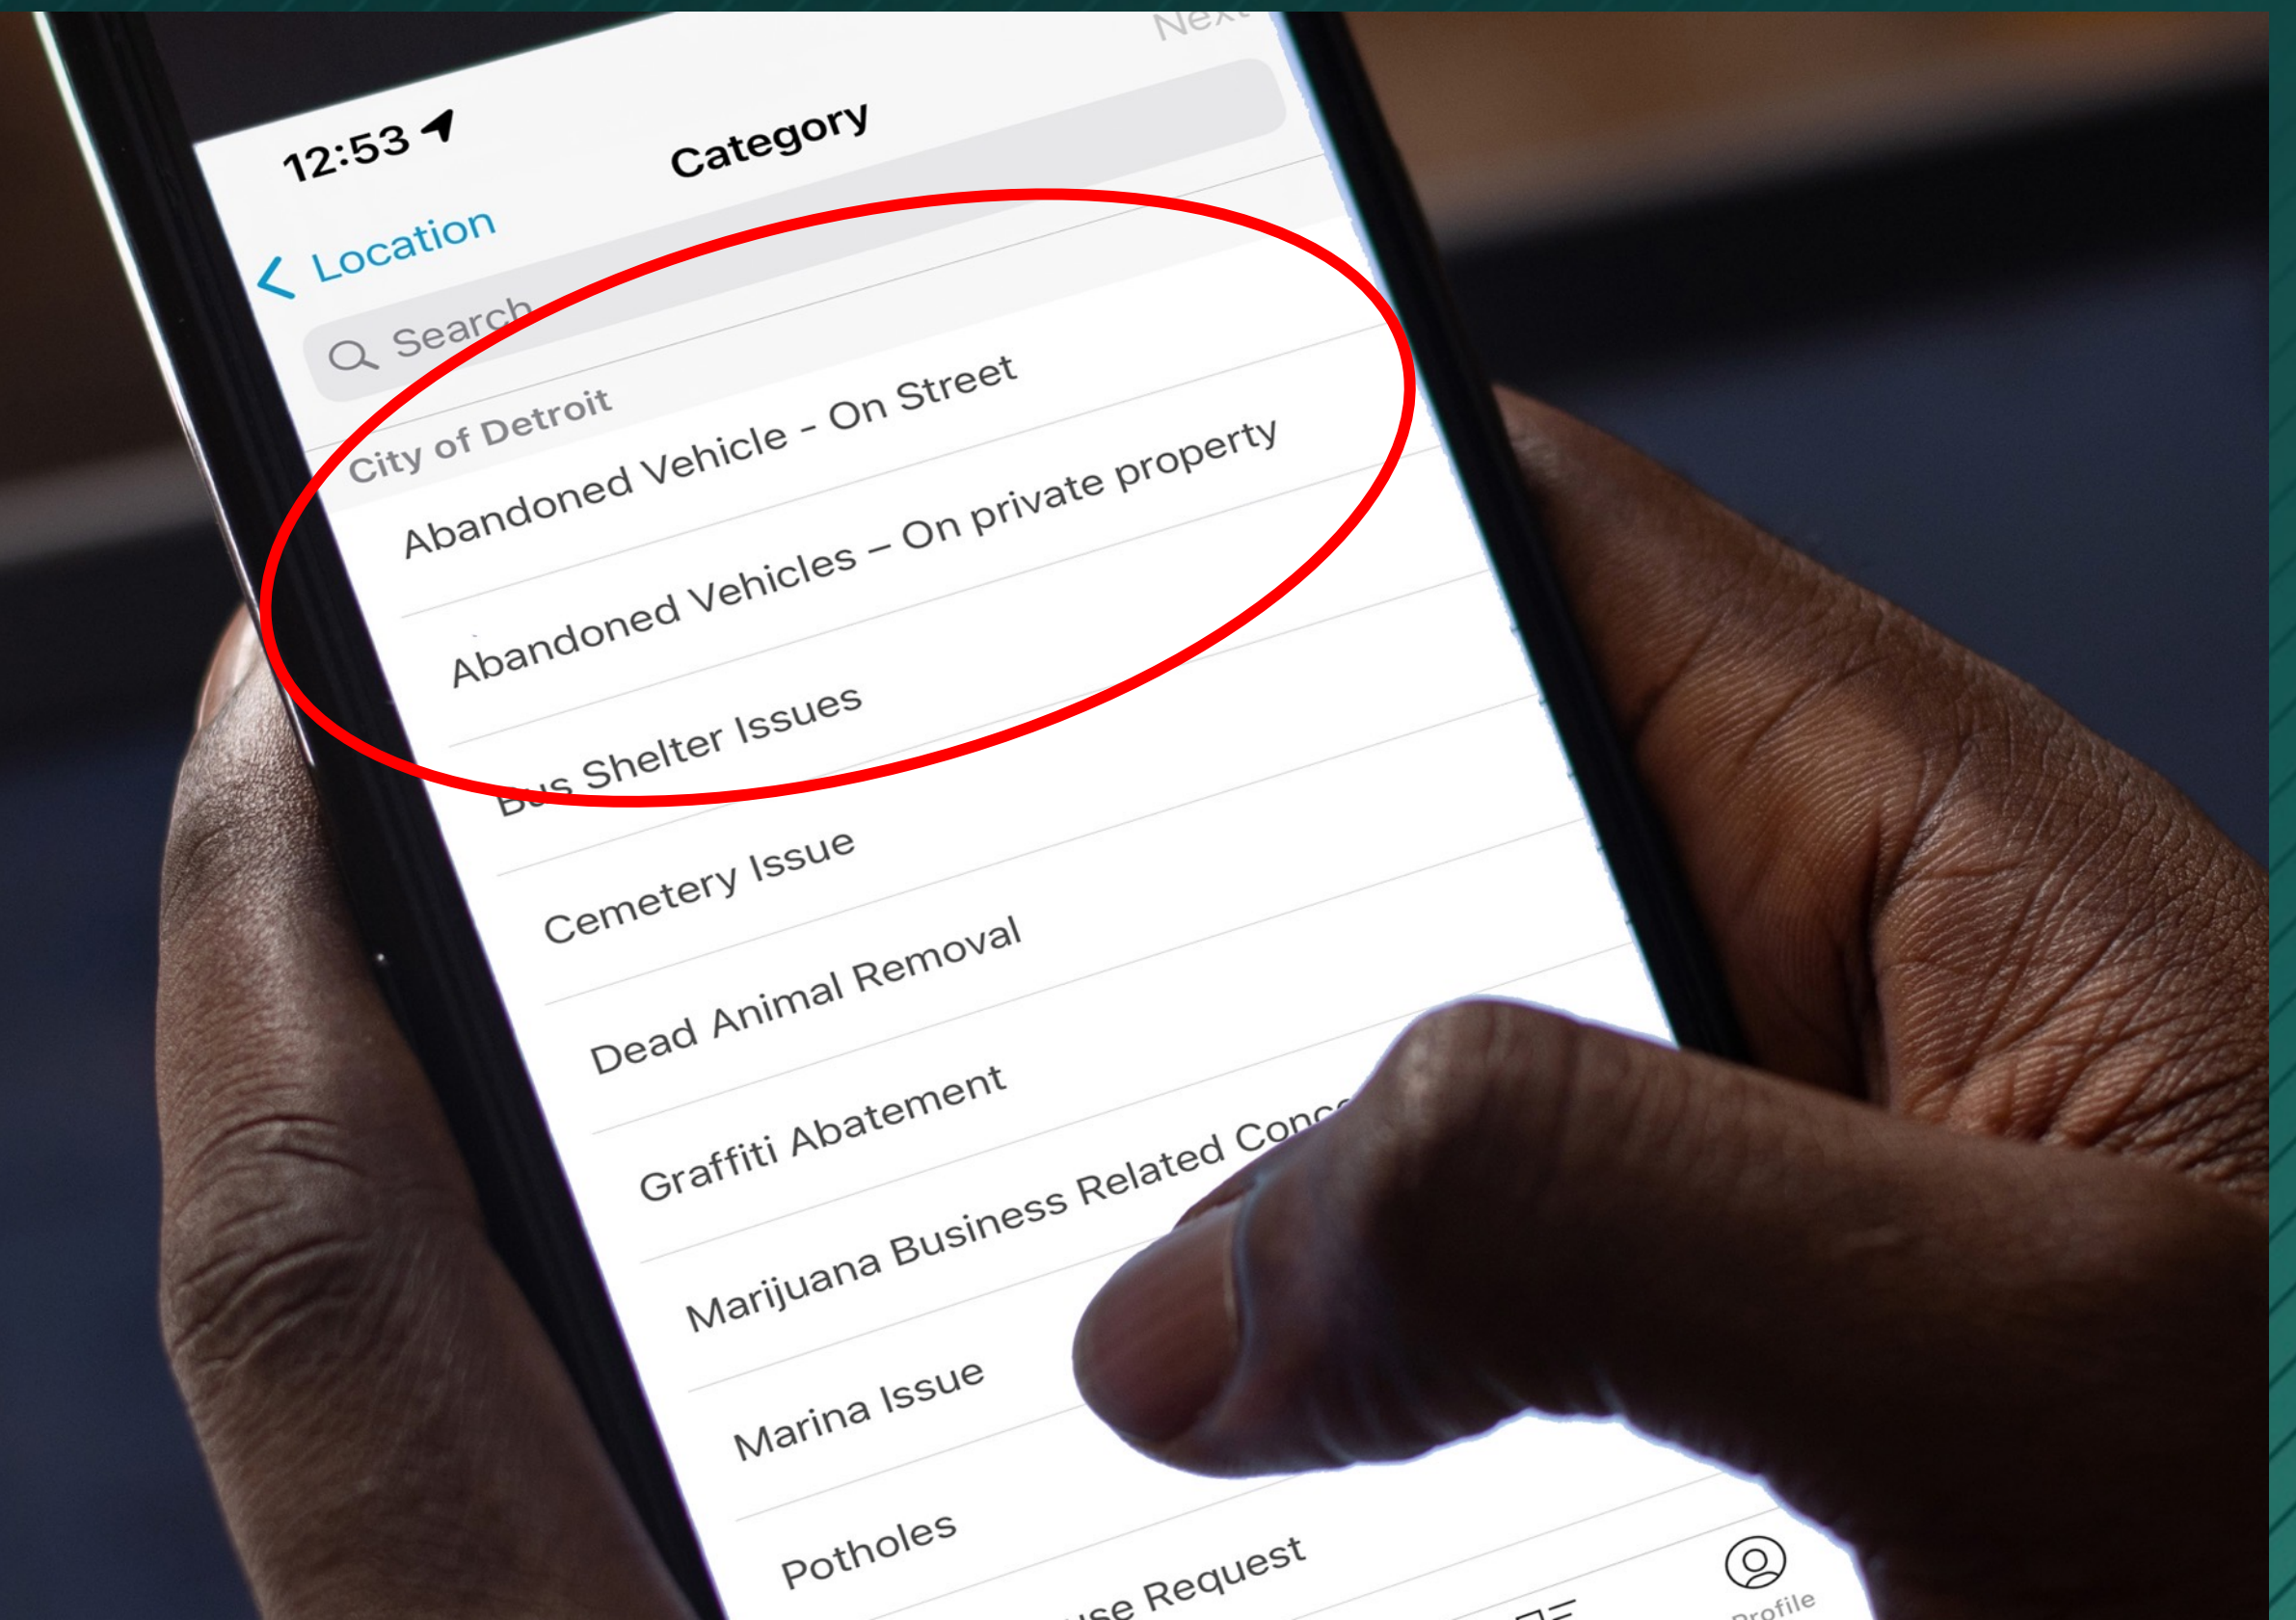 Next
12:53
Category
Location
Search
City of Detroit
Abandoned Vehicle - On Street
Abandoned Vehicles – On private property
Bus Shelter Issues
Cemetery Issue
Dead Animal Removal
Graffiti Abatement
Marijuana Business Related
Marina Issue
Potholes
Request
Profile